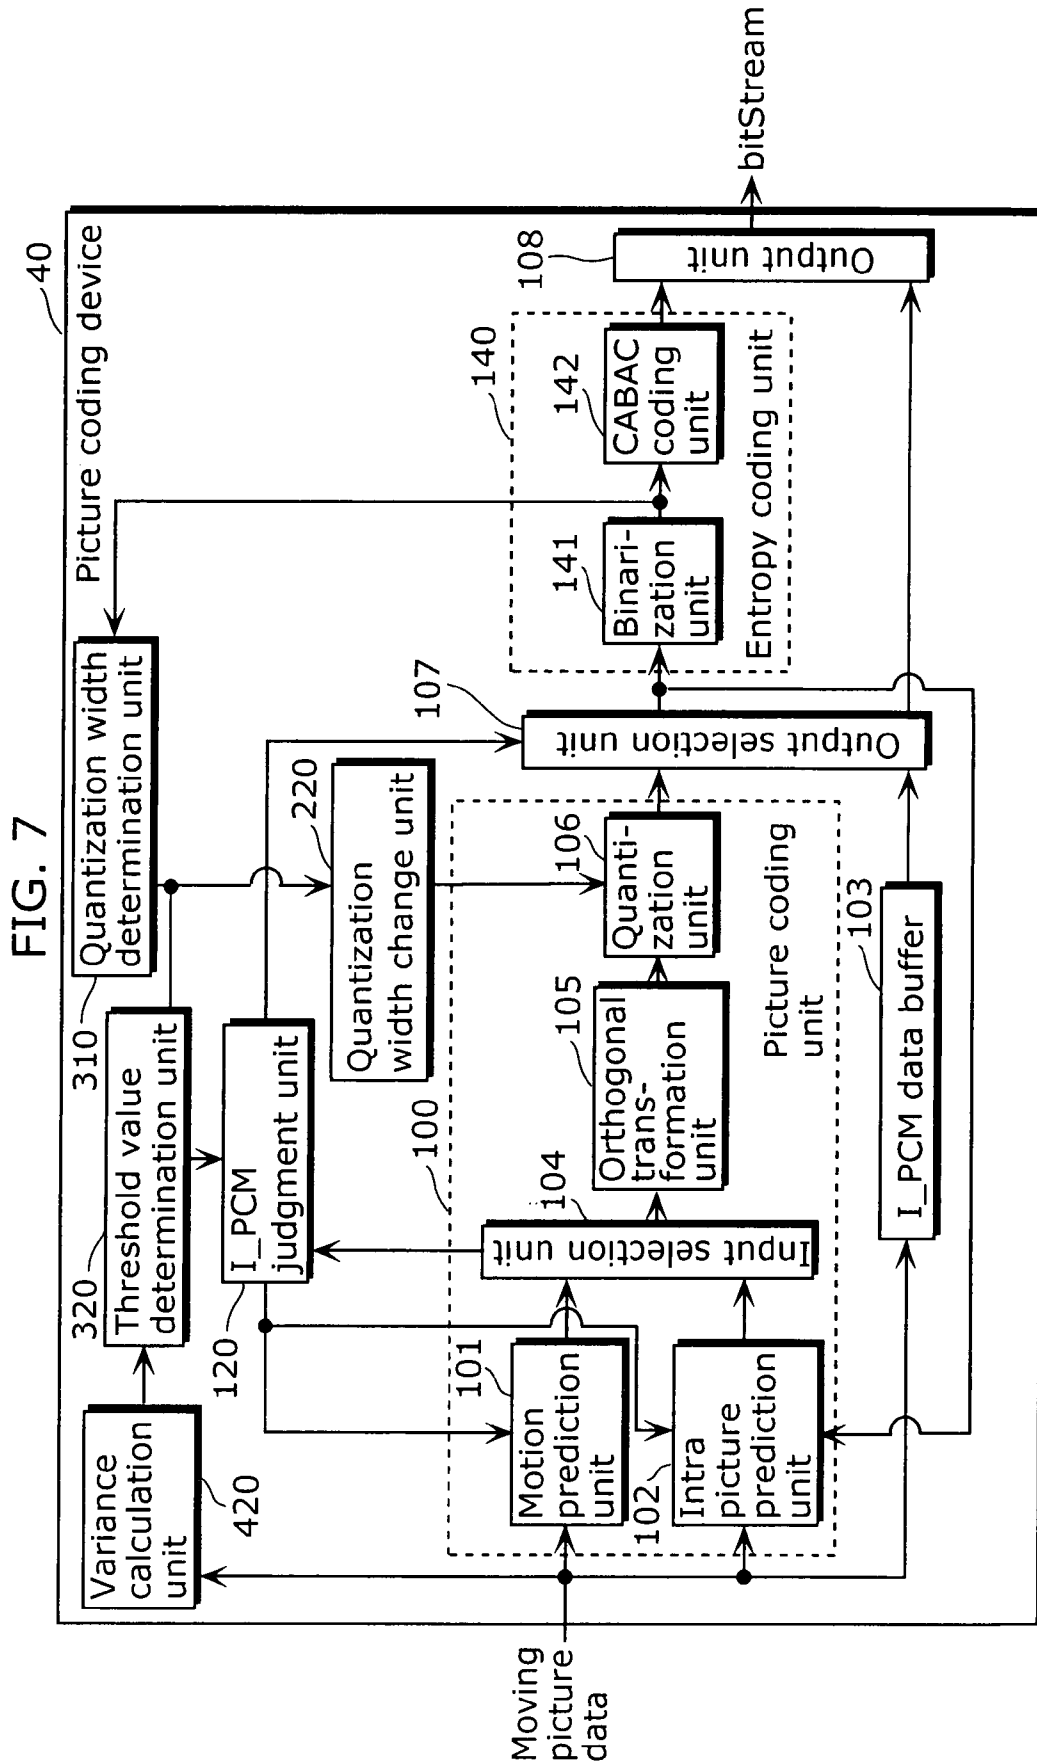 FIG. 7
40
Picture coding device
Variance
calculation
unit
420
320
Threshold value
determination unit
310
Quantization width
determination unit
120
I_PCM
judgment unit
220
Quantization
width change unit
100
101
Motion
prediction
unit
102
Intra
picture
prediction
unit
104
Input selection unit
105
Orthogonal
trans-
formation
unit
106
Quanti-
zation
unit
Picture coding
unit
107
Output selection unit
140
141
Binari-
zation
unit
142
CABAC
coding
unit
Entropy coding unit
108
Output unit
bitStream
103
I_PCM data buffer
Moving
picture
data